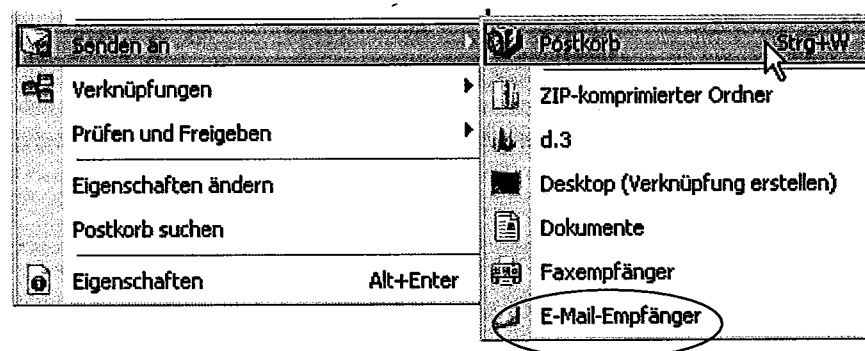 Senden an
Verknüpfungen
Prüfen und Freigeben
Eigenschaften ändern
Postkorb suchen
Eigenschaften Alt+Enter
Postkorb Strg+W
ZIP-komprimierter Ordner
d.3
Desktop (Verknüpfung erstellen)
Dokumente
Faxempfänger
E-Mail-Empfänger